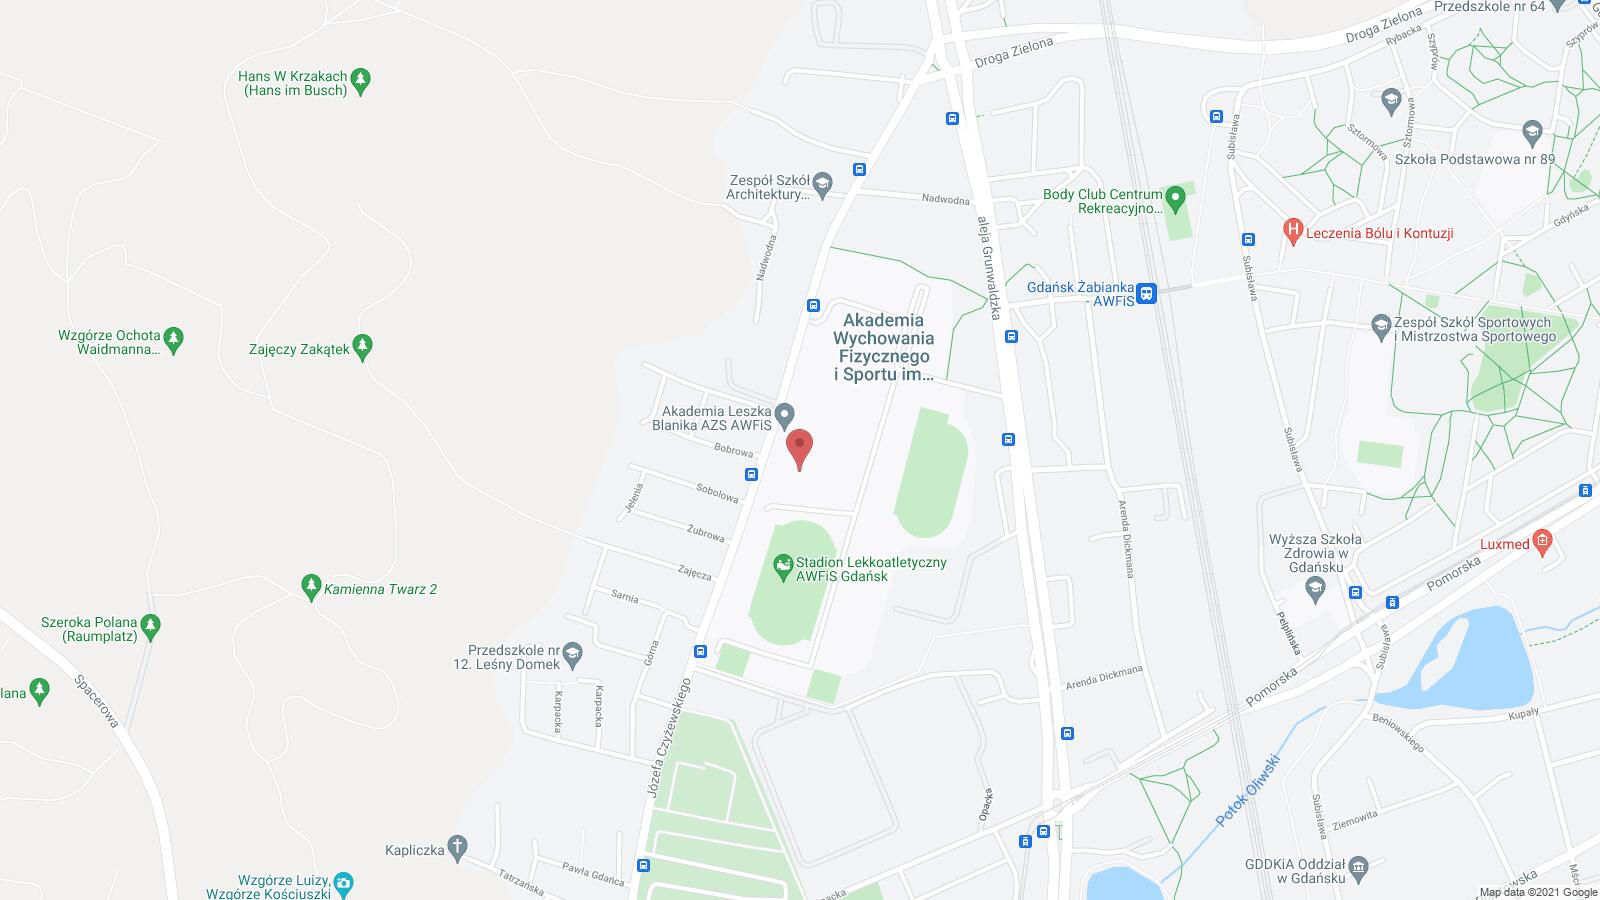 Przedszkole nr 64
Droga Zielona
Droga Zielona
Rybacka
Szyprów
Szyprów
Hans W Krzakach
(Hans im Busch)
Sztormowa
Sztormowa
Subisława
Szkoła Podstawowa nr 89
Zespół Szkół
Architektury...
Nadwodna
Body Club Centrum
Rekreacyjno...
Gdyńska
Leczenia Bólu i Kontuzji
Nadwodna
aleja Grunwaldzka
Subisława
Gdańsk Żabianka
- AWFiS
Akademia
Wychowania
Fizycznego
i Sportu im...
Zespół Szkół Sportowych
i Mistrzostwa Sportowego
Wzgórze Ochota
Waidmanna...
Zajęczy Zakątek
Akademia Leszka
Blanika AZS AWFiS
Bobrowa
Subisława
Jelenia
Sobolowa
Żubrowa
Arenda Dickmana
Zajęcza
Wyższa Szkoła
Zdrowia w
Gdańsku
Luxmed
Stadion Lekkoatletyczny
AWFiS Gdańsk
Pomorska
Kamienna Twarz 2
Sarnia
Szeroka Polana
(Raumplatz)
Górna
Przedszkole nr
12. Leśny Domek
Pelplińska
Subisława
Arenda Dickmana
Pomorska
lana
Spacerowa
Karpacka
Karpacka
Józefa Czyżewskiego
Kupały
Beniowskiego
Potok Oliwski
Opacka
Subisława
Ziemowita
Kapliczka
Pawła Gdańca
Tatrzańska
GDDKiA Oddział
w Gdańsku
Wzgórze Luizy,
Wzgórze Kościuszki
Map data ©2021 Google